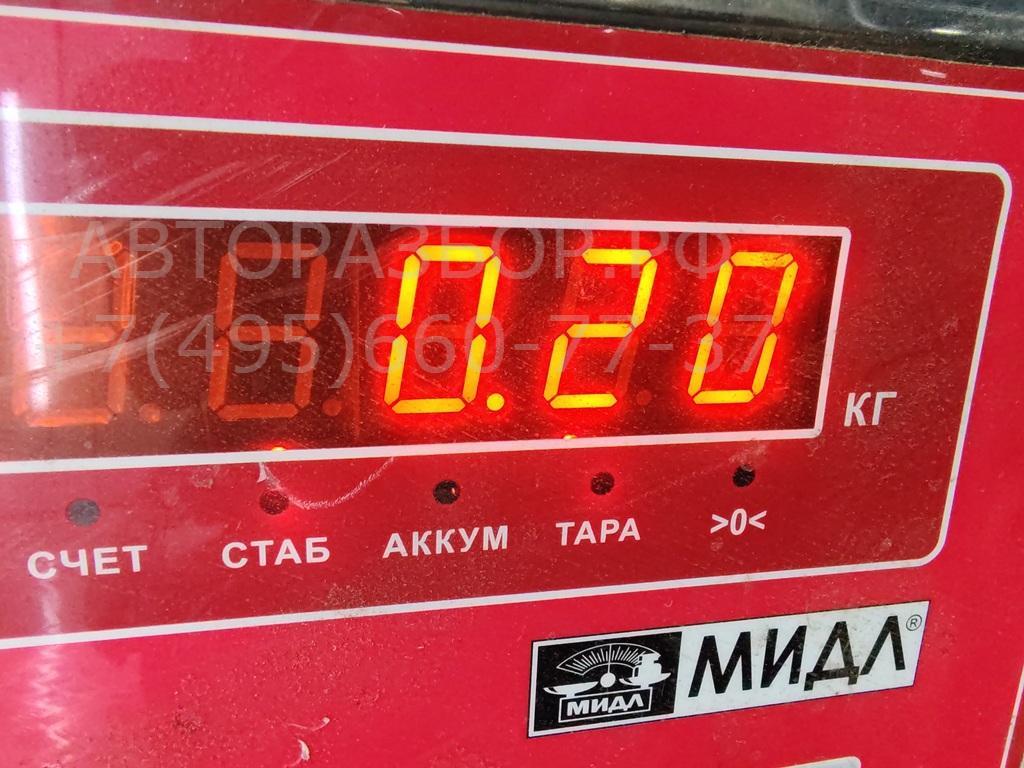 АВТОРАЗБОР.РФ
+7(495)660-77-37
0.20
КГ
СЧЕТ СТАБ АККУМ ТАРА >0<
МИДЛ МИДЛ®